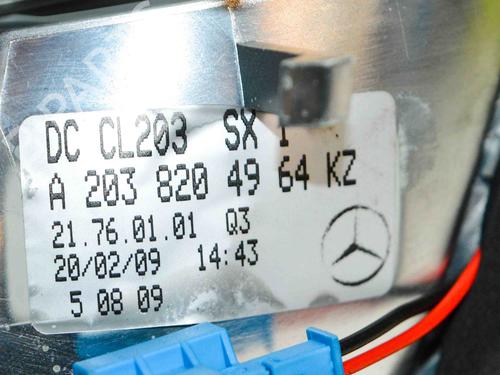 DC CL203 SX
A 203 820 49 64 KZ
21.76.01.01 Q3
20/02/09 14:43
5 08 09